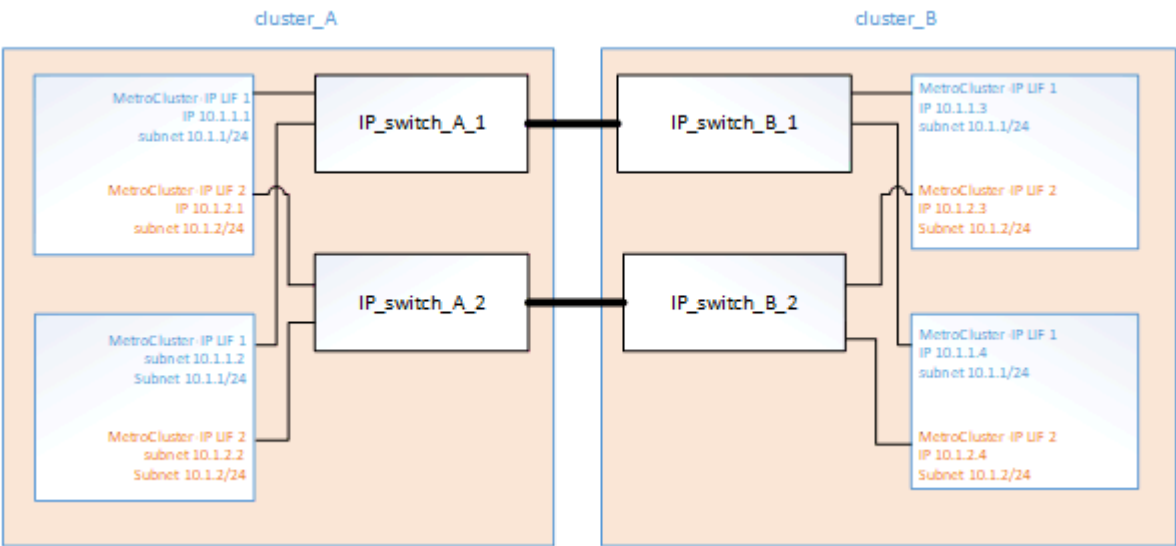 cluster_A
cluster_B
MetroCluster-IP LIF 1
IP 10.1.1.1
subnet 10.1.1/24
MetroCluster-IP LIF 2
IP 10.1.2.1
subnet 10.1.2/24
IP_switch_A_1
IP_switch_B_1
MetroCluster-IP LIF 1
IP 10.1.1.3
subnet 10.1.1/24
MetroCluster-IP LIF 2
IP 10.1.2.3
Subnet 10.1.2/24
MetroCluster-IP LIF 1
subnet 10.1.1.2
Subnet 10.1.1/24
MetroCluster-IP LIF 2
subnet 10.1.2.2
Subnet 10.1.2/24
IP_switch_A_2
IP_switch_B_2
MetroCluster-IP LIF 1
IP 10.1.1.4
subnet 10.1.1/24
MetroCluster-IP LIF 2
IP 10.1.2.4
Subnet 10.1.2/24